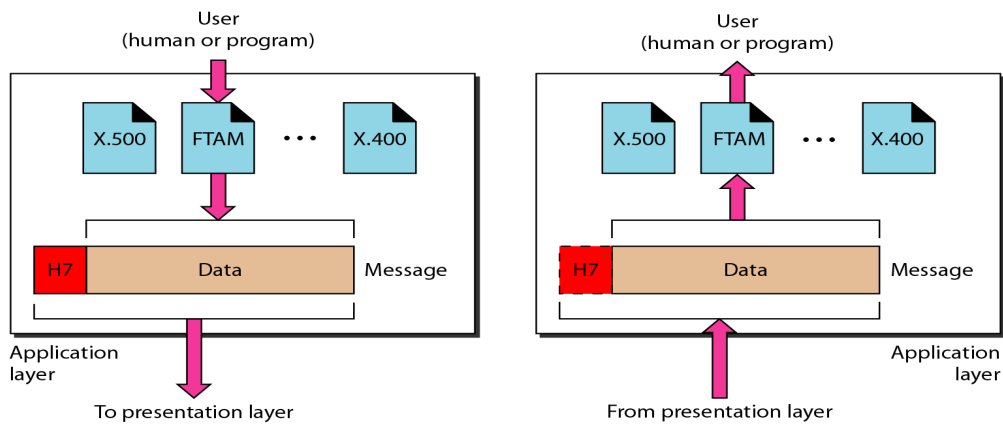 User
(human or program)
X.500
FTAM
...
X.400
H7
Data
Message
Application
layer
To presentation layer
User
(human or program)
X.500
FTAM
...
X.400
H7
Data
Message
Application
layer
From presentation layer